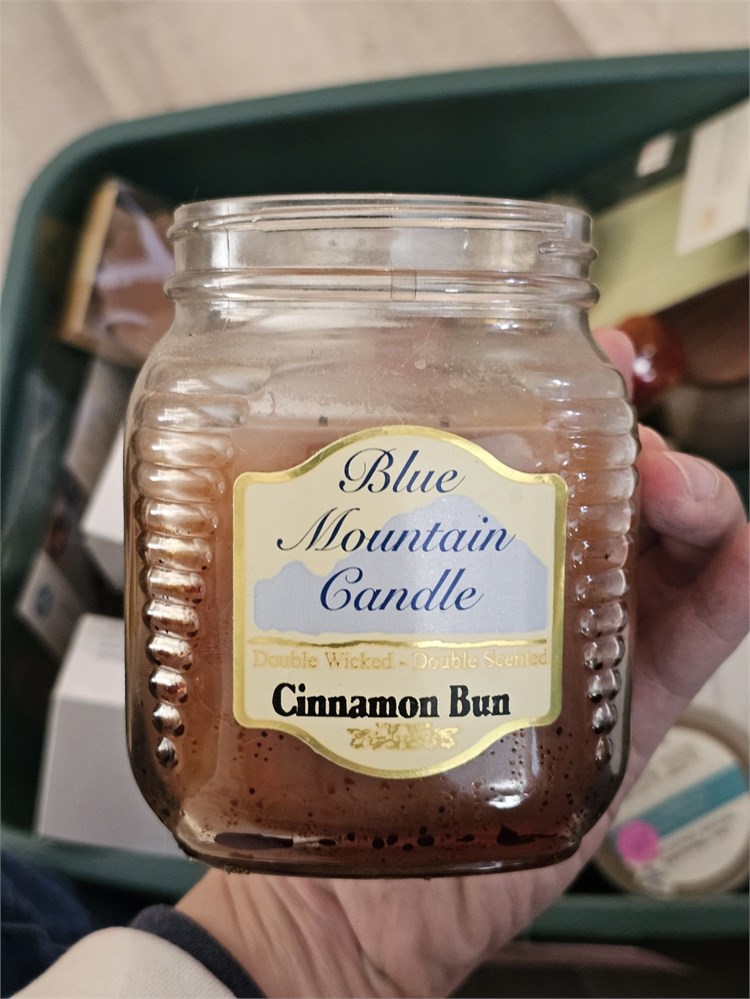 Blue
Mountain
Candle
Double Wicked - Double Scented
Cinnamon Bun